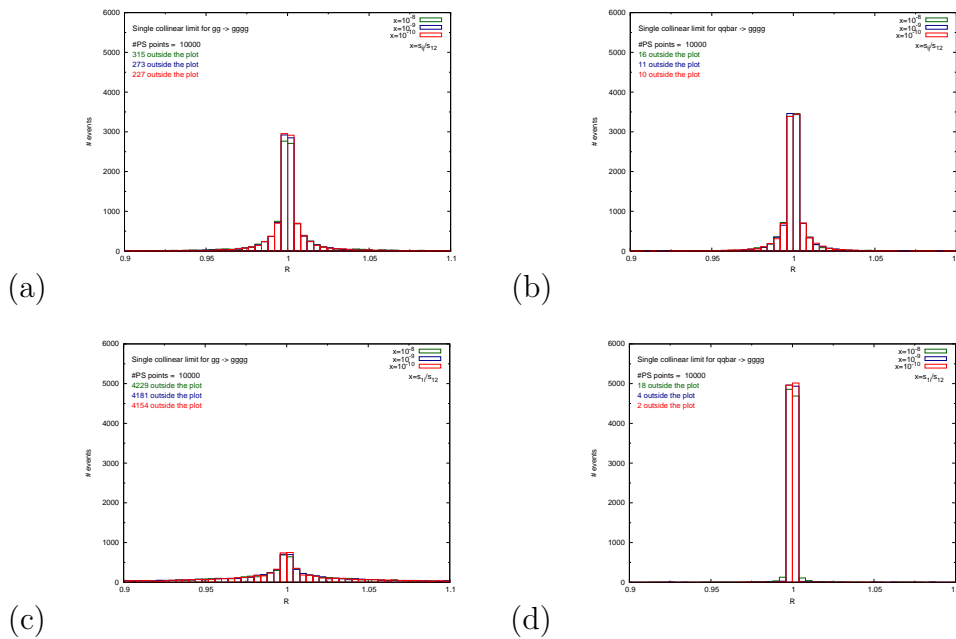 Single collinear limit for gg -> gggg
x=10^-8
x=10^-9
x=10^-10
#PS points = 10000
x=s_ij/s_12
315 outside the plot
273 outside the plot
227 outside the plot
6000
5000
4000
3000
2000
1000
0
# events
0.9 0.95 1 1.05 1.1
R
(a)
Single collinear limit for qqbar -> gggg
x=10^-8
x=10^-9
x=10^-10
#PS points = 10000
x=s_ij/s_12
16 outside the plot
11 outside the plot
10 outside the plot
6000
5000
4000
3000
2000
1000
0
# events
0.9 0.95 1 1.05 1.
R
(b)
Single collinear limit for gg -> gggg
x=10^-8
x=10^-9
x=10^-10
#PS points = 10000
x=s_1i/s_12
4229 outside the plot
4181 outside the plot
4154 outside the plot
6000
5000
4000
3000
2000
1000
0
# events
0.9 0.95 1 1.05 1.1
R
(c)
Single collinear limit for qqbar -> gggg
x=10^-8
x=10^-9
x=10^-10
#PS points = 10000
x=s_1i/s_12
18 outside the plot
4 outside the plot
2 outside the plot
6000
5000
4000
3000
2000
1000
0
# events
0.9 0.95 1 1.05 1.
R
(d)